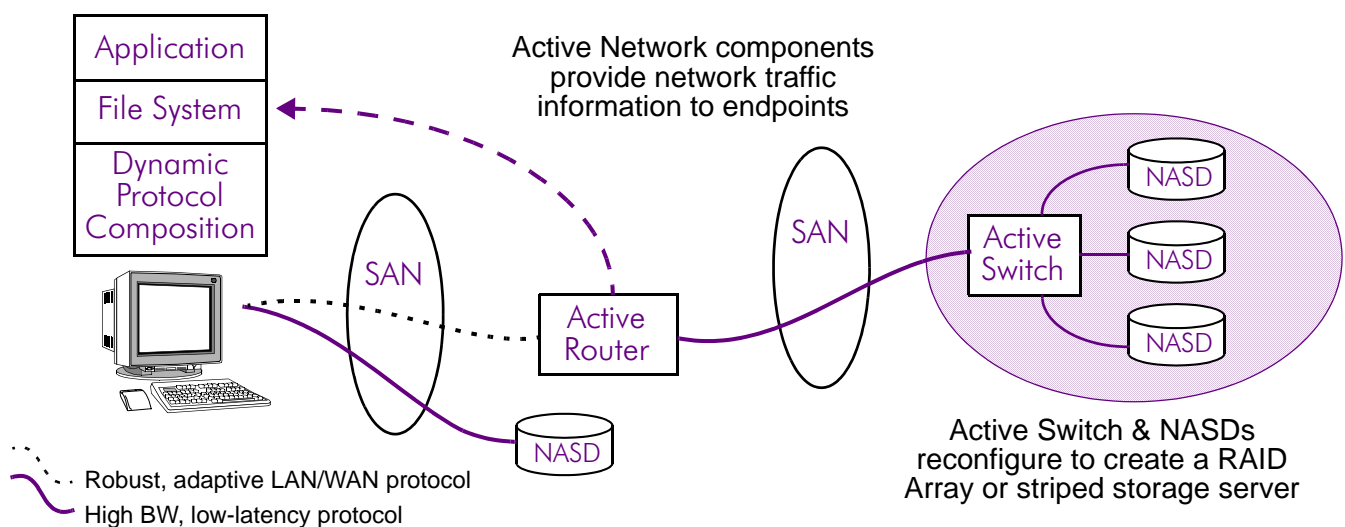 Application
File System
Dynamic
Protocol
Composition
Active Network components
provide network traffic
information to endpoints
SAN
Active
Router
NASD
SAN
Active
Switch
NASD
NASD
NASD
Active Switch & NASDs
reconfigure to create a RAID
Array or striped storage server
Robust, adaptive LAN/WAN protocol
High BW, low-latency protocol